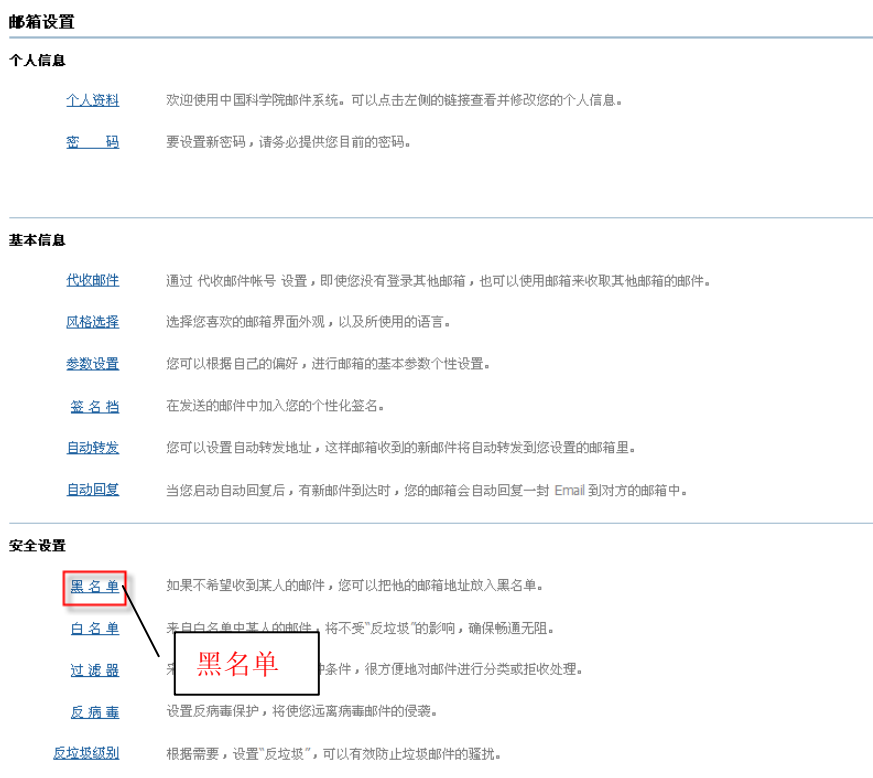 邮箱设置
个人信息
个人资料 欢迎使用中国科学院邮件系统。可以点击左侧的链接查看并修改您的个人信息。
密 码 要设置新密码，请务必提供您目前的密码。
基本信息
代收邮件 通过 代收邮件帐号 设置，即使您没有登录其他邮箱，也可以使用邮箱来收取其他邮箱的邮件。
风格选择 选择您喜欢的邮箱界面外观，以及所使用的语言。
参数设置 您可以根据自己的偏好，进行邮箱的基本参数个性设置。
签 名 档 在发送的邮件中加入您的个性化签名。
自动转发 您可以设置自动转发地址，这样邮箱收到的新邮件将自动转发到您设置的邮箱里。
自动回复 当您启动自动回复后，有新邮件到达时，您的邮箱会自动回复一封 Email 到对方的邮箱中。
安全设置
黑 名 单 如果不希望收到某人的邮件，您可以把他的邮箱地址放入黑名单。
白 名 单 来自白名单中某人的邮件，将不受“反垃圾”的影响，确保畅通无阻。
黑名单
过 滤 器 条件，很方便地对邮件进行分类或拒收处理。
反 病 毒 设置反病毒保护，将使您远离病毒邮件的侵袭。
反垃圾级别 根据需要，设置“反垃圾”，可以有效防止垃圾邮件的骚扰。